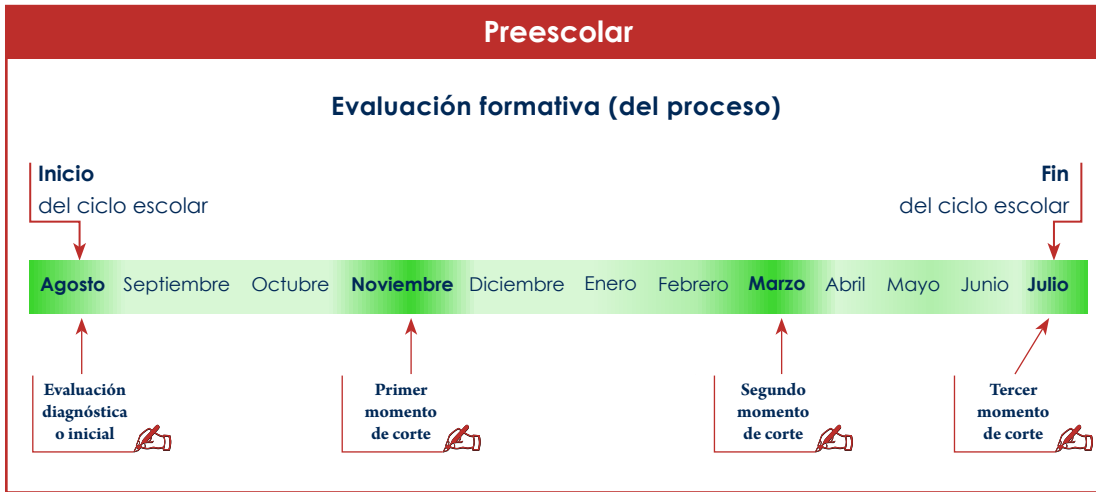 Preescolar
Evaluación formativa (del proceso)
Inicio
del ciclo escolar
Fin
del ciclo escolar
Agosto Septiembre Octubre Noviembre Diciembre Enero Febrero Marzo Abril Mayo Junio Julio
Evaluación
diagnóstica
o inicial
Primer
momento
de corte
Segundo
momento
de corte
Tercer
momento
de corte